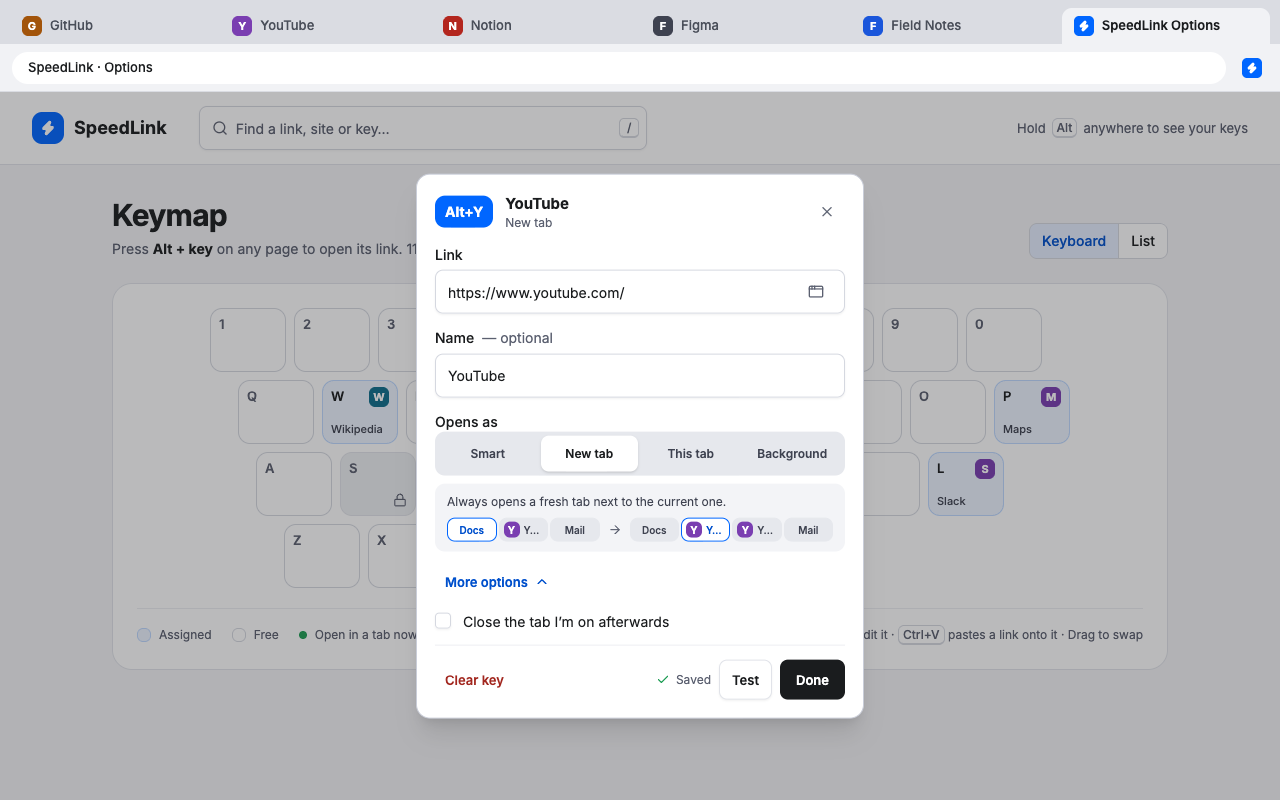 G GitHub
Y YouTube
N Notion
F Figma
F Field Notes
SpeedLink Options
SpeedLink · Options
SpeedLink
Find a link, site or key...
/
Hold Alt anywhere to see your keys
Keymap
Press Alt + key on any page to open its link. 11
Keyboard
List
1
2
3
9
0
Q
W W
Wikipedia
O
P M
Maps
A
S
L S
Slack
Z
X
Assigned
Free
Open in a tab now
dit it · Ctrl+V pastes a link onto it · Drag to swap
Alt+Y
YouTube
New tab
Link
https://www.youtube.com/
Name — optional
YouTube
Opens as
Smart
New tab
This tab
Background
Always opens a fresh tab next to the current one.
Docs Y Y... Mail → Docs Y Y... Y Y... Mail
More options
Close the tab I’m on afterwards
Clear key
Saved
Test
Done